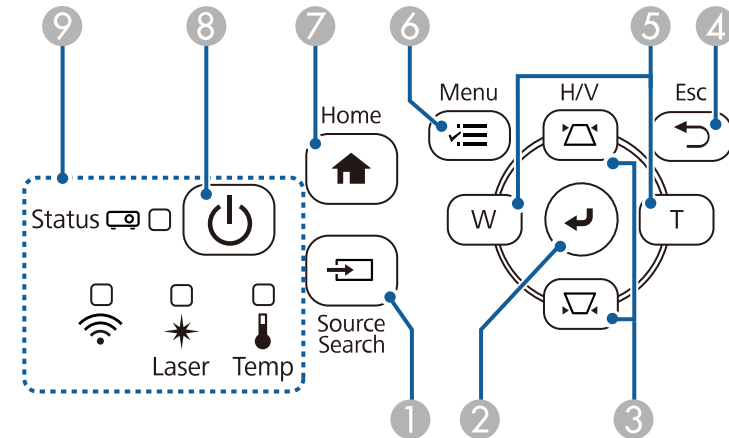 9 8 7 6 5 4
Menu H/V Esc
Home
Status W T
Source
Search
Laser Temp
1 2 3